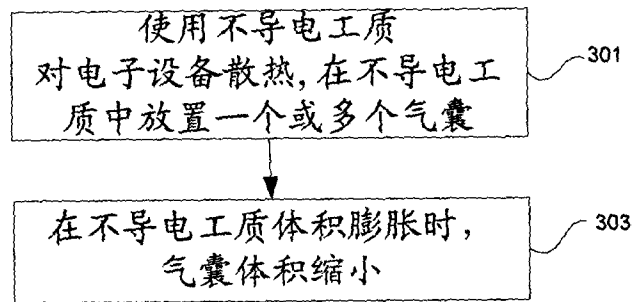 使用不导电工质
对电子设备散热,在不导电工
质中放置一个或多个气囊
301
在不导电工质体积膨胀时,
气囊体积缩小
303